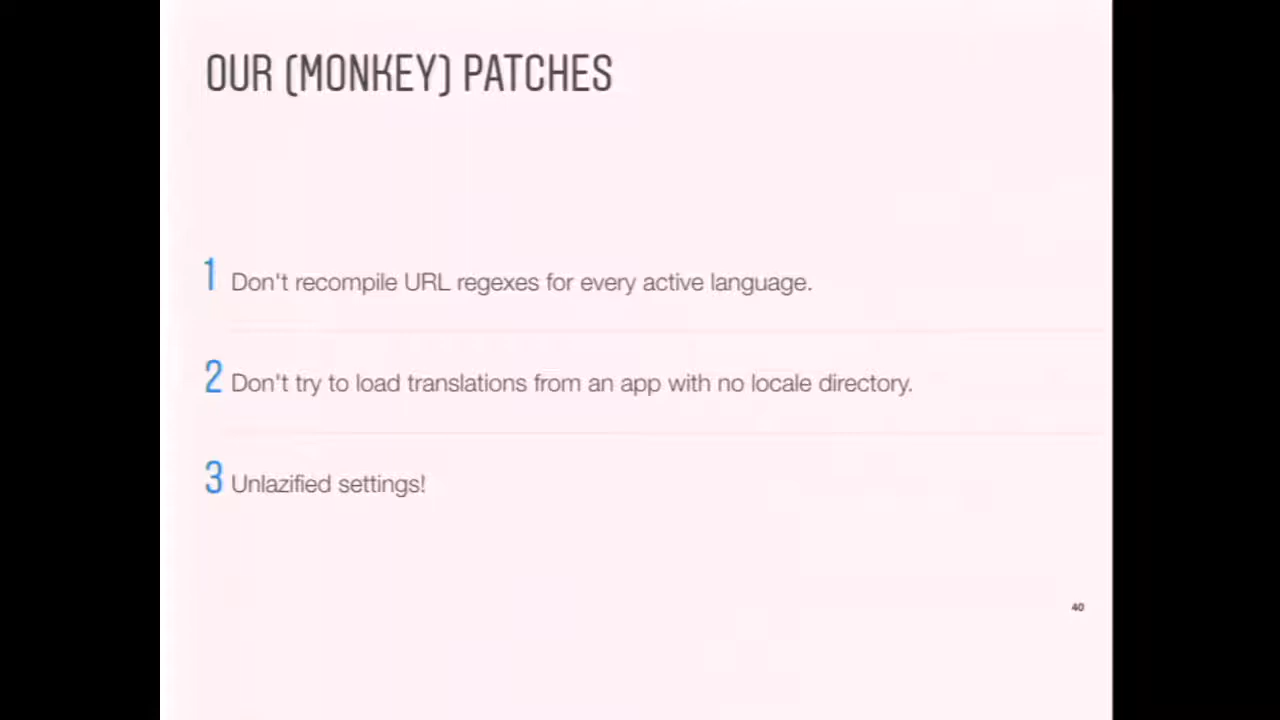 OUR (MONKEY) PATCHES
1 Don't recompile URL regexes for every active language.
2 Don't try to load translations from an app with no locale directory.
3 Unlazified settings!
40